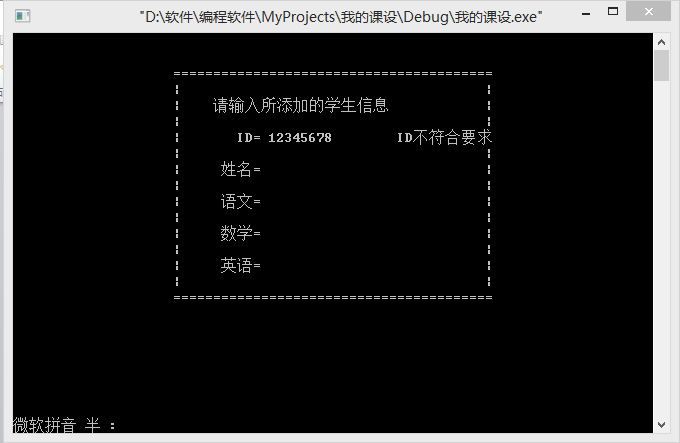 "D:\软件\编程软件\MyProjects\我的课设\Debug\我的课设.exe"
========================================
请输入所添加的学生信息
ID= 12345678 ID不符合要求
姓名=
语文=
数学=
英语=
========================================
微软拼音 半 :